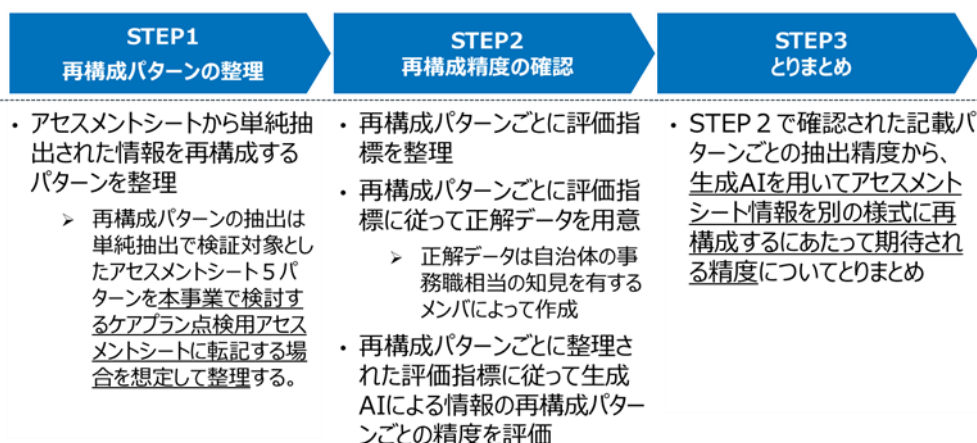 STEP1
再構成パターンの整理
・アセスメントシートから単純抽
出された情報を再構成する
パターンを整理
➢ 再構成パターンの抽出は
単純抽出で検証対象とし
たアセスメントシート５パ
ターンを本事業で検討す
るケアプラン点検用アセス
メントシートに転記する場
合を想定して整理する。
STEP2
再構成精度の確認
・再構成パターンごとに評価指
標を整理
・再構成パターンごとに評価指
標に従って正解データを用意
➢ 正解データは自治体の事
務職相当の知見を有する
メンバによって作成
・再構成パターンごとに整理さ
れた評価指標に従って生成
AIによる情報の再構成パター
ンごとの精度を評価
STEP3
とりまとめ
・STEP２で確認された記載パ
ターンごとの抽出精度から、
生成AIを用いてアセスメント
シート情報を別の様式に再
構成するにあたって期待され
る精度についてとりまとめ